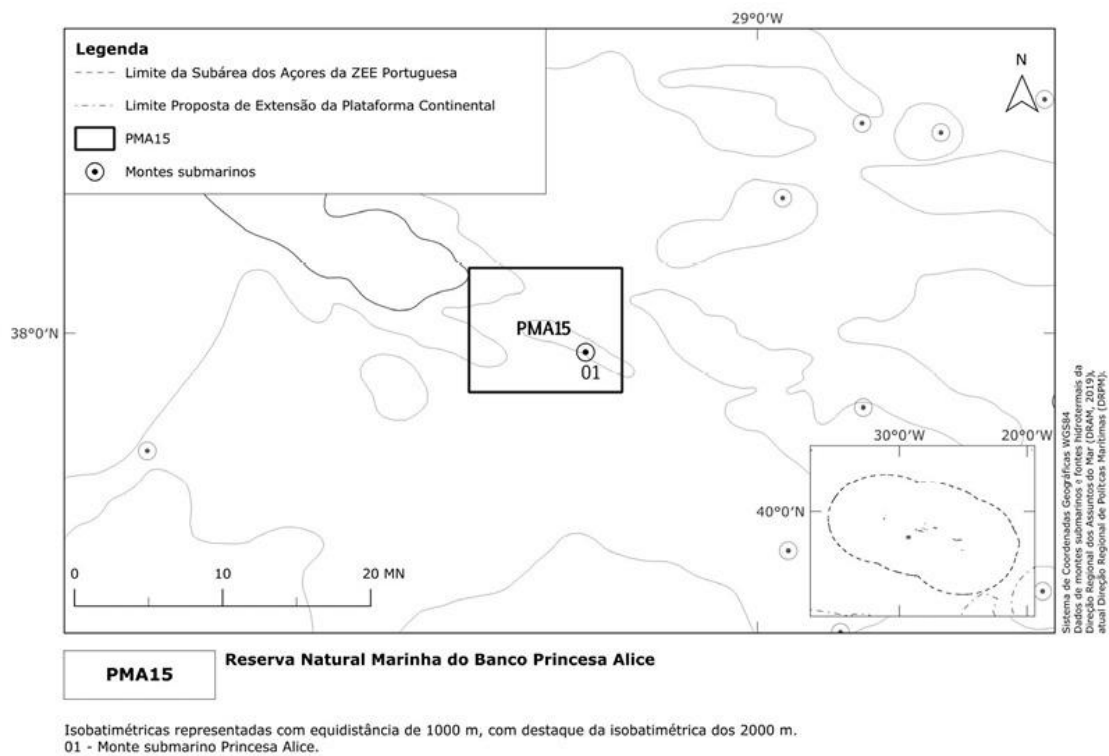 29°0'W
Legenda
Limite da Subárea dos Açores da ZEE Portuguesa
Limite Proposta de Extensão da Plataforma Continental
PMA15
Montes submarinos
N
38°0'N
PMA15
01
30°0'W 20°0'W
40°0'N
0 10 20 MN
Sistema de Coordenadas Geográficas WGS84
Dados de montes submarinos e fontes hidrotermais da
Direção Regional dos Assuntos do Mar (DRAM, 2019),
atual Direção Regional de Políticas Marítimas (DRPM).
PMA15
Reserva Natural Marinha do Banco Princesa Alice
Isobatimétricas representadas com equidistância de 1000 m, com destaque da isobatimétrica dos 2000 m.
01 - Monte submarino Princesa Alice.